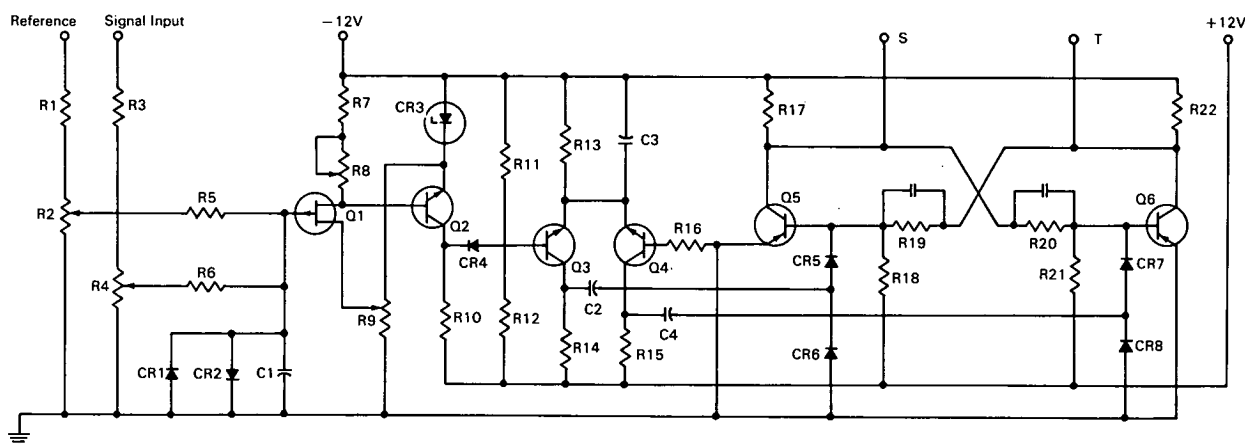 Reference Signal Input −12V +12V
S T
R1 R3 R7 CR3 R17 R22
R11 R13 C3
R8
R5 Q1 Q5 Q6
R2 Q2 R16 R19 R20
R6 CR4 Q3 Q4 CR5 R18 R21 CR7
R4 R9 R10 R12 C2 C4
CR1 CR2 C1 R14 R15 CR6 CR8
L